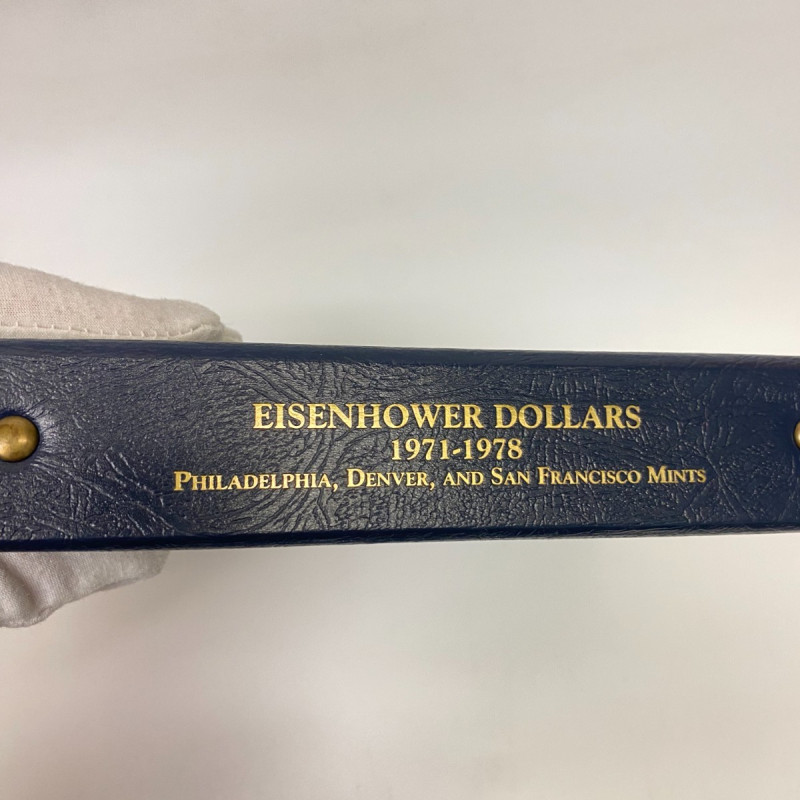 EISENHOWER DOLLARS
1971-1978
PHILADELPHIA, DENVER, AND SAN FRANCISCO MINTS